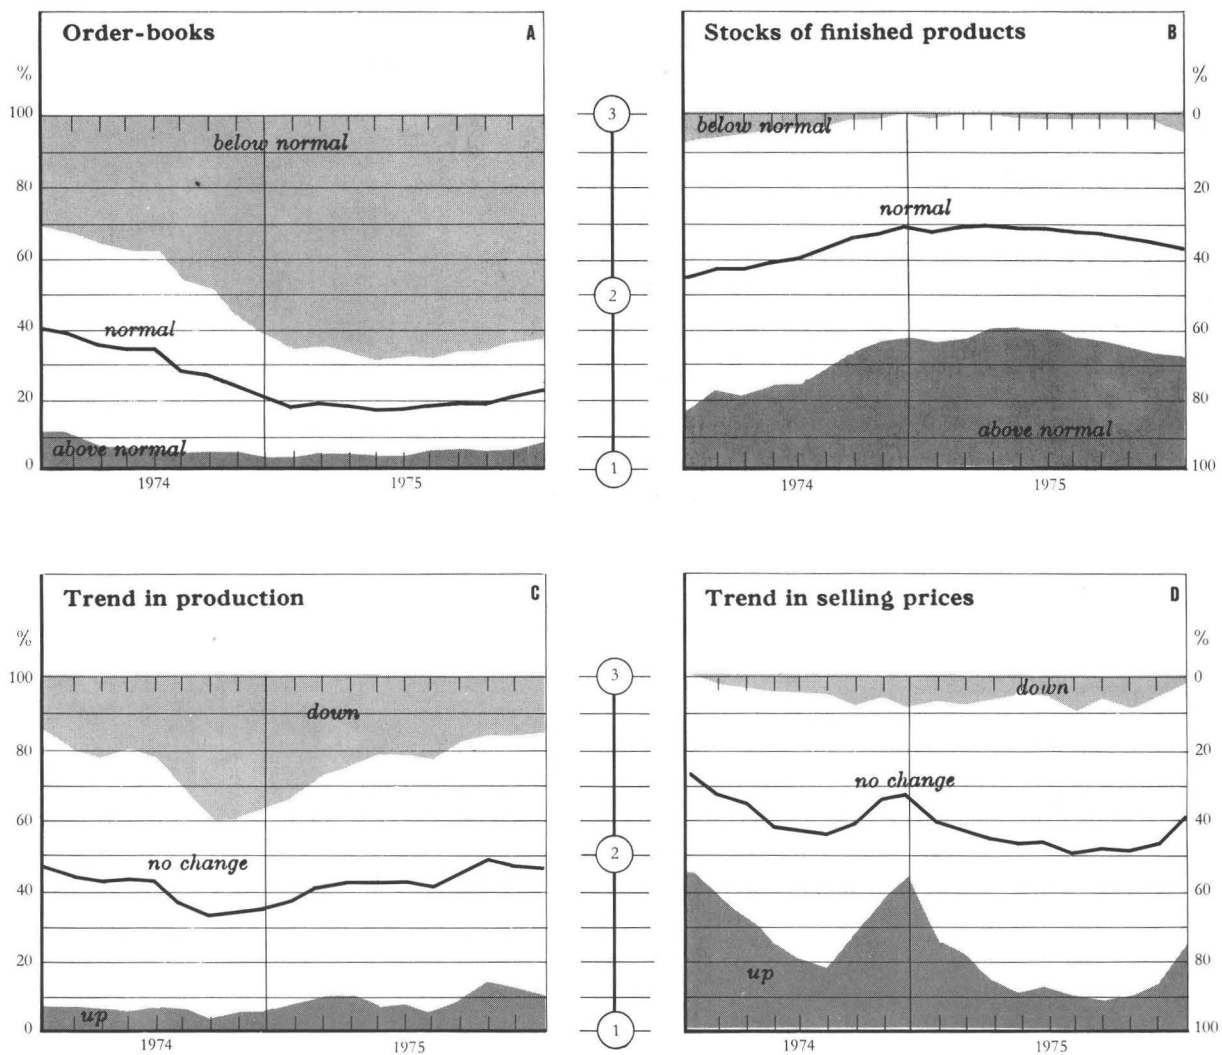 Order-books A
%
100
below normal
80
60
normal
40
20
above normal
0
1974 1975
3
2
1
Stocks of finished products B
%
0
below normal
20
normal
40
60
80
above normal
100
1974 1975
Trend in production C
%
100
down
80
60
no change
40
20
up
0
1974 1975
3
2
1
Trend in selling prices D
%
0
down
20
no change
40
60
80
up
100
1974 1975